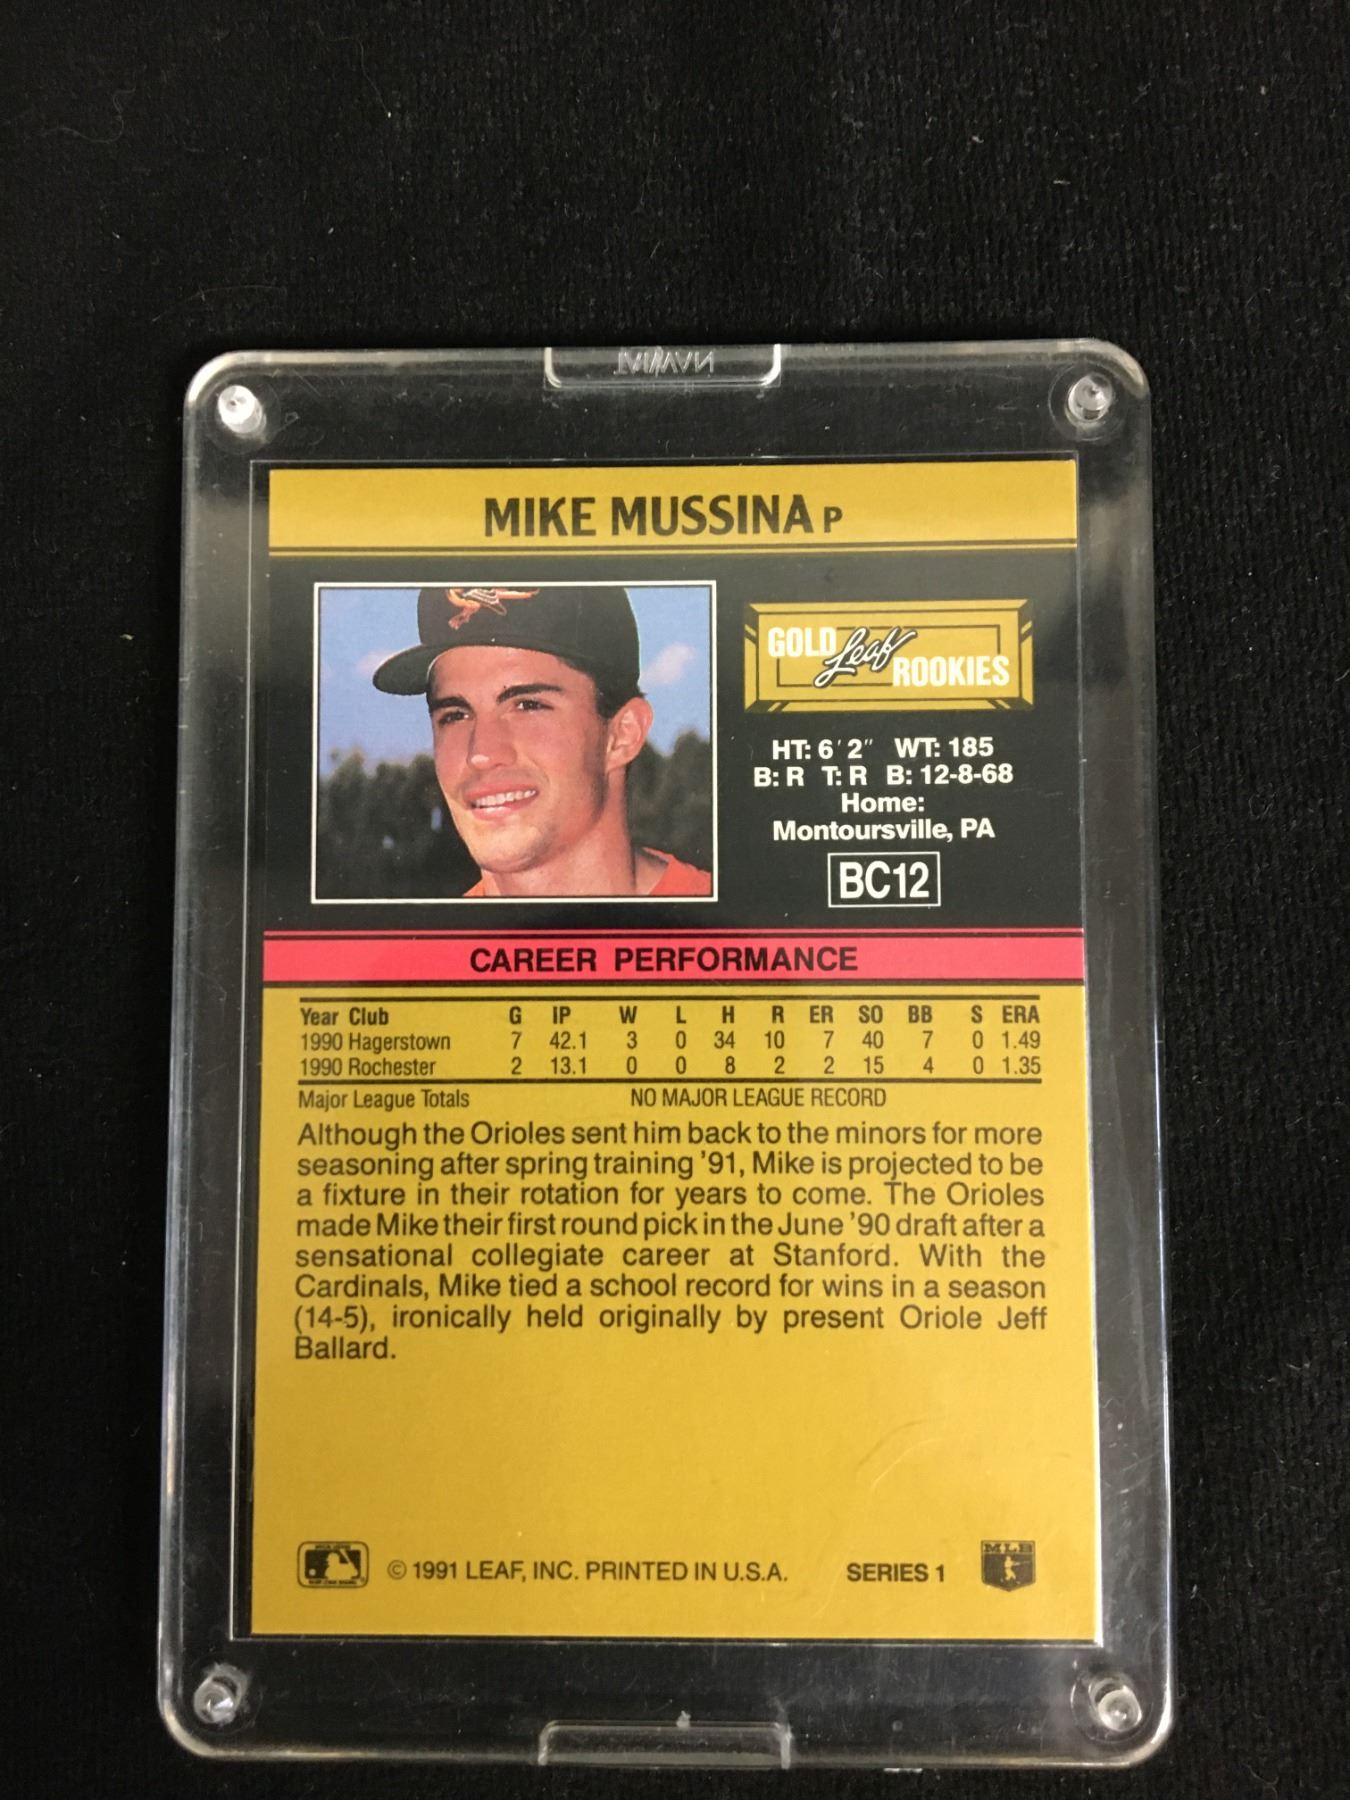 TAIWAN
MIKE MUSSINA P
GOLD Leaf ROOKIES
HT: 6' 2" WT: 185
B: R T: R B: 12-8-68
Home:
Montoursville, PA
BC12
CAREER PERFORMANCE
Year Club G IP W L H R ER SO BB S ERA
1990 Hagerstown 7 42.1 3 0 34 10 7 40 7 0 1.49
1990 Rochester 2 13.1 0 0 8 2 2 15 4 0 1.35
Major League Totals NO MAJOR LEAGUE RECORD
Although the Orioles sent him back to the minors for more
seasoning after spring training '91, Mike is projected to be
a fixture in their rotation for years to come. The Orioles
made Mike their first round pick in the June '90 draft after a
sensational collegiate career at Stanford. With the
Cardinals, Mike tied a school record for wins in a season
(14-5), ironically held originally by present Oriole Jeff
Ballard.
© 1991 LEAF, INC. PRINTED IN U.S.A. SERIES 1 MLB